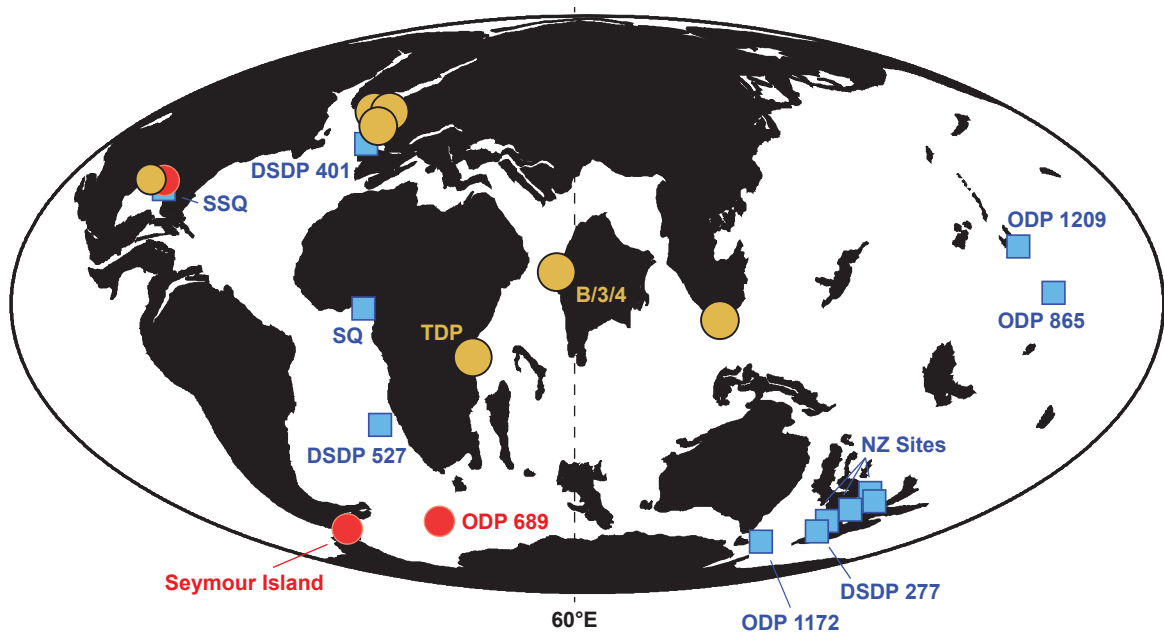 DSDP 401
SSQ
ODP 1209
B/3/4
ODP 865
SQ
TDP
NZ Sites
DSDP 527
ODP 689
Seymour Island
DSDP 277
ODP 1172
60°E